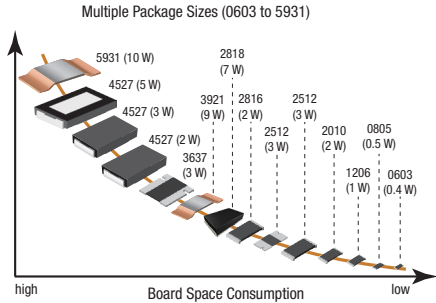 Multiple Package Sizes (0603 to 5931)
5931 (10 W)
4527 (5 W)
4527 (3 W)
4527 (2 W)
3637
(3 W)
3921
(9 W)
2818
(7 W)
2816
(2 W)
2512
(3 W)
2512
(3 W)
2010
(2 W)
1206
(1 W)
0805
(0.5 W)
0603
(0.4 W)
high
Board Space Consumption
low